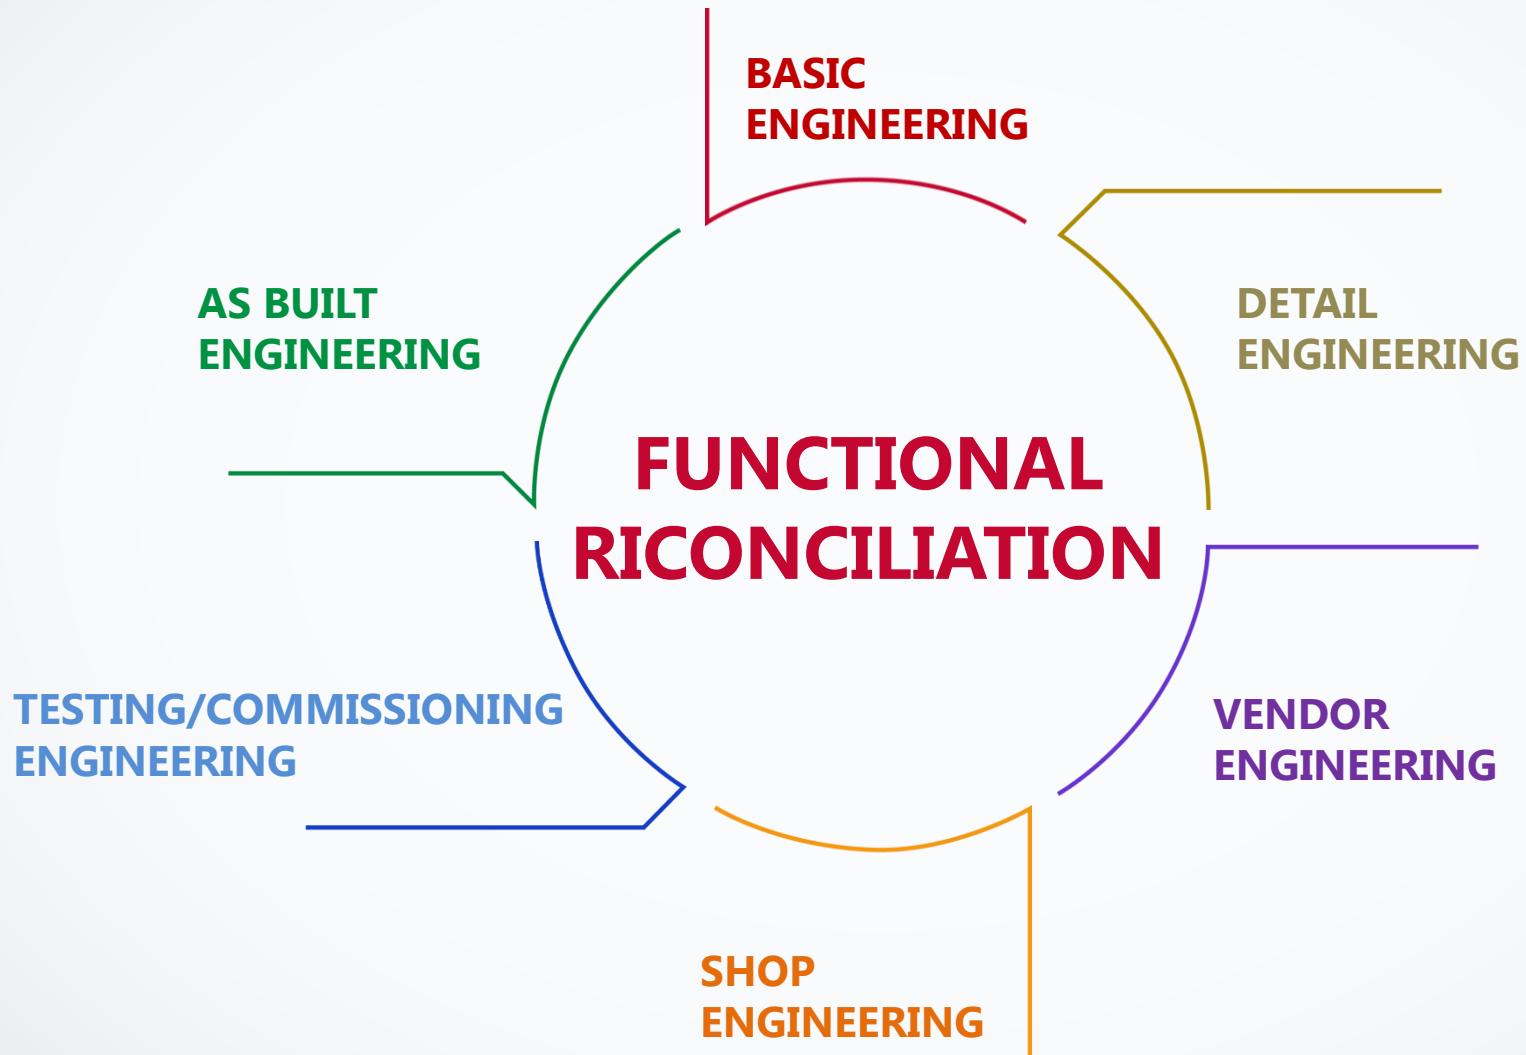 BASIC
ENGINEERING
DETAIL
ENGINEERING
AS BUILT
ENGINEERING
FUNCTIONAL
RICONCILIATION
VENDOR
ENGINEERING
TESTING/COMMISSIONING
ENGINEERING
SHOP
ENGINEERING